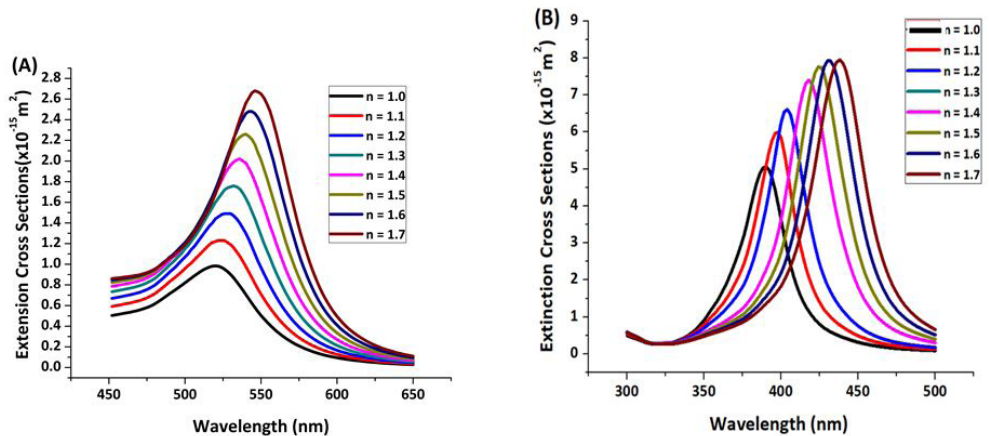 (A)
Extension Cross Sections(x10⁻¹⁵ m²)
2.8
2.6
2.4
2.2
2.0
1.8
1.6
1.4
1.2
1.0
0.8
0.6
0.4
0.2
0.0
450
500
550
600
650
Wavelength (nm)
n = 1.0
n = 1.1
n = 1.2
n = 1.3
n = 1.4
n = 1.5
n = 1.6
n = 1.7
(B)
Extinction Cross Sections (x10⁻¹⁵ m²)
9
8
7
6
5
4
3
2
1
0
300
350
400
450
500
Wavelength (nm)
n = 1.0
n = 1.1
n = 1.2
n = 1.3
n = 1.4
n = 1.5
n = 1.6
n = 1.7